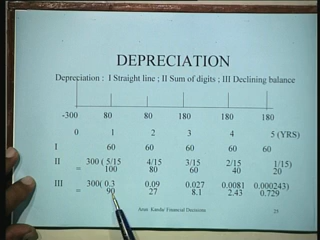 DEPRECIATION
Depreciation : I Straight line ; II Sum of digits ; III Declining balance
-300 80 80 180 180 180
0 1 2 3 4 5 (YRS)
I 60 60 60 60 60
II 300 ( 5/15 4/15 3/15 2/15 1/15)
= 100 80 60 40 20
III 300( 0.3 0.09 0.027 0.0081 0.000243)
= 90 27 8.1 2.43 0.729
Arun Kanda/ Financial Decisions 25